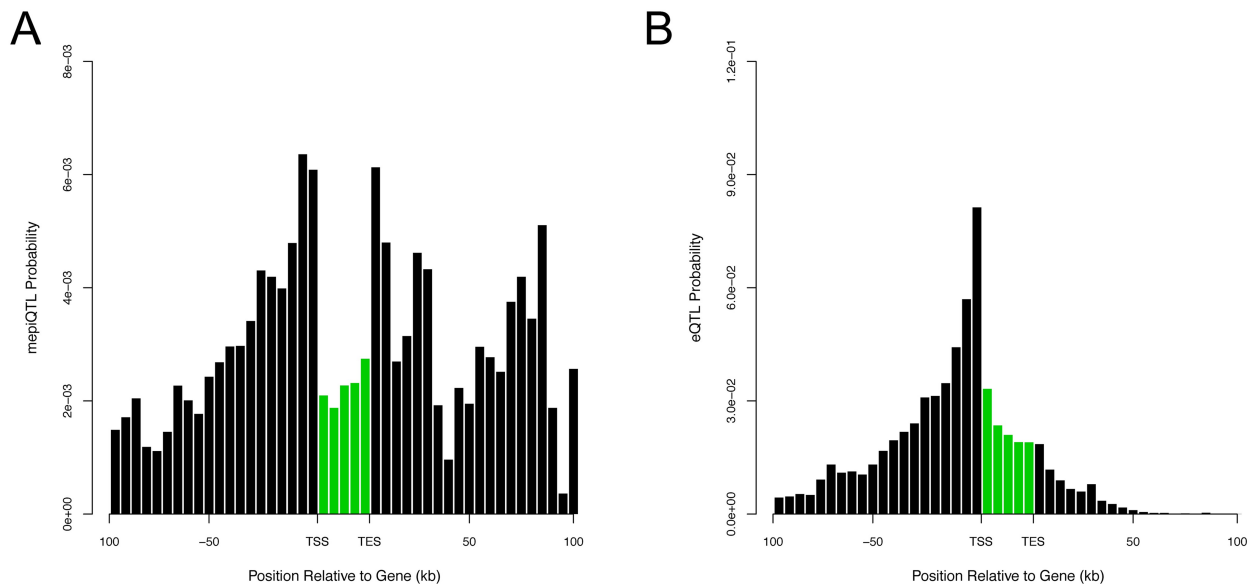 A
8e−03
6e−03
4e−03
2e−03
0e+00
mepiQTL Probability
100
−50
TSS
TES
50
100
Position Relative to Gene (kb)
B
1.2e−01
9.0e−02
6.0e−02
3.0e−02
0.0e+00
eQTL Probability
100
−50
TSS
TES
50
100
Position Relative to Gene (kb)